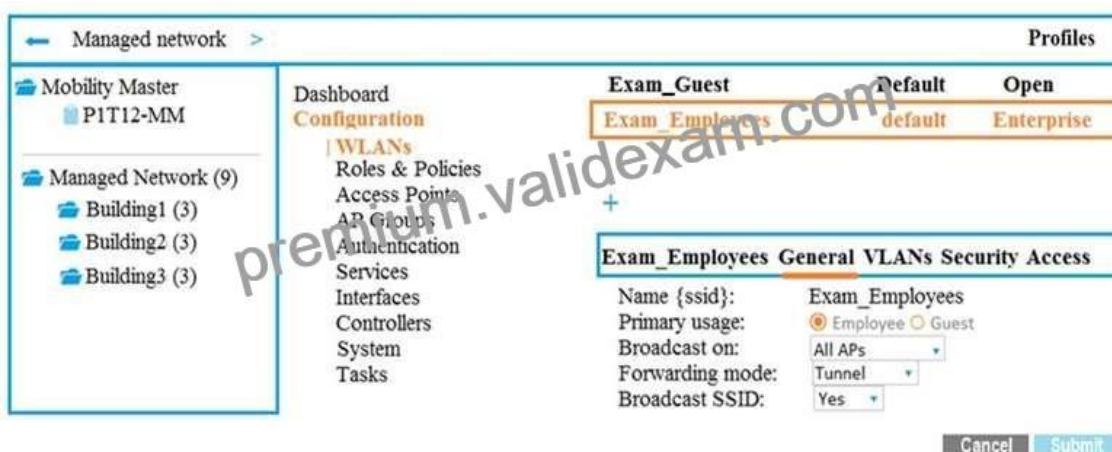 Managed network >
Profiles
Mobility Master
P1T12-MM
Managed Network (9)
Building1 (3)
Building2 (3)
Building3 (3)
Dashboard
Configuration
WLANs
Roles & Policies
Access Points
AP Groups
Authentication
Services
Interfaces
Controllers
System
Tasks
Exam_Guest Default Open
Exam_Employees default Enterprise
+
Exam_Employees General VLANs Security Access
Name {ssid}: Exam_Employees
Primary usage: Employee Guest
Broadcast on: All APs
Forwarding mode: Tunnel
Broadcast SSID: Yes
Cancel Submit
premium.validexam.com